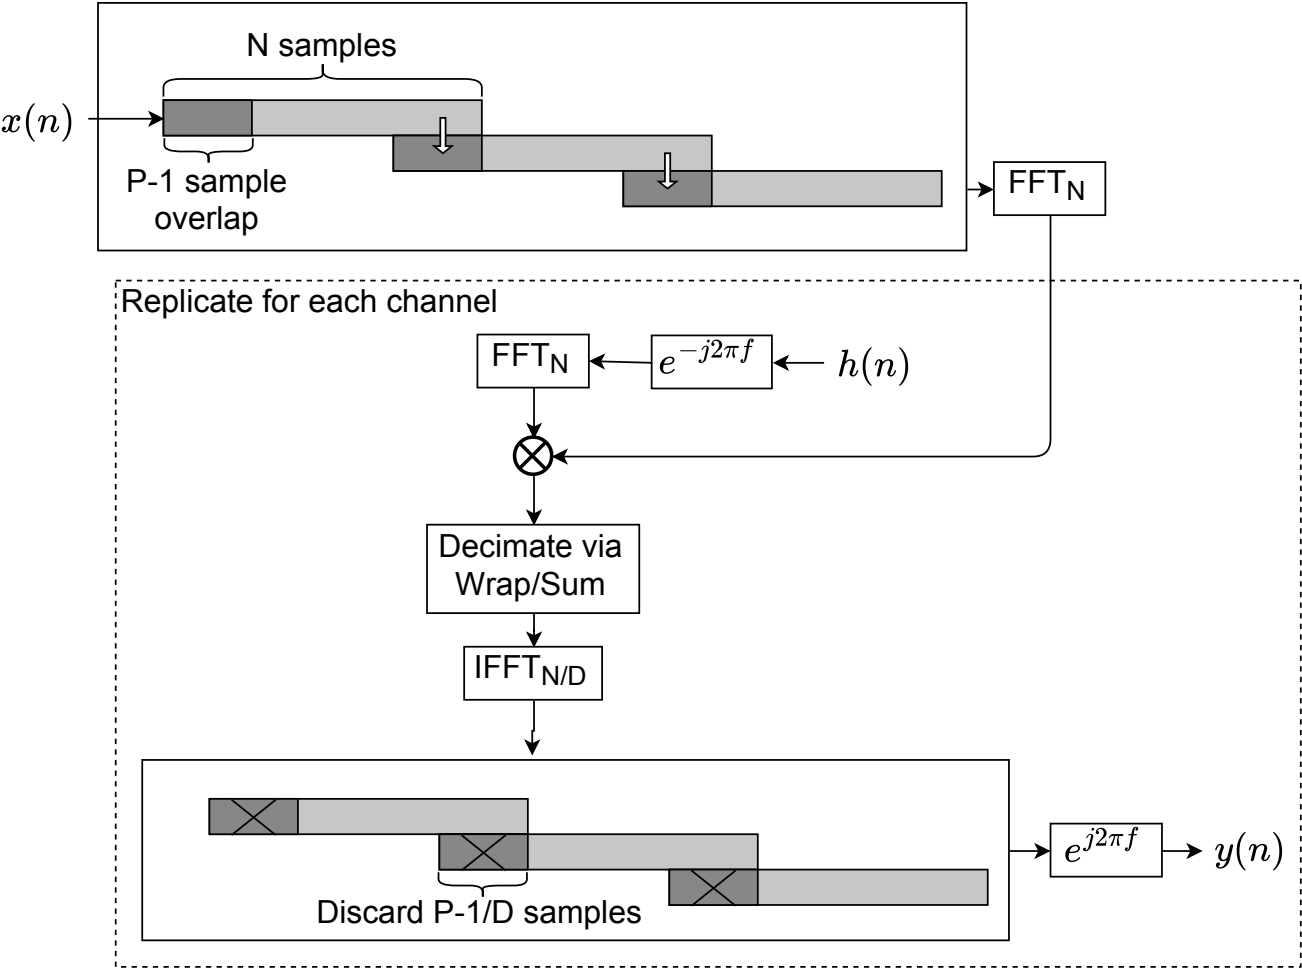 N samples
x(n)
P-1 sample
overlap
FFT_N
Replicate for each channel
FFT_N
e^{-j2πf}
h(n)
Decimate via
Wrap/Sum
IFFT_{N/D}
Discard P-1/D samples
e^{j2πf}
y(n)